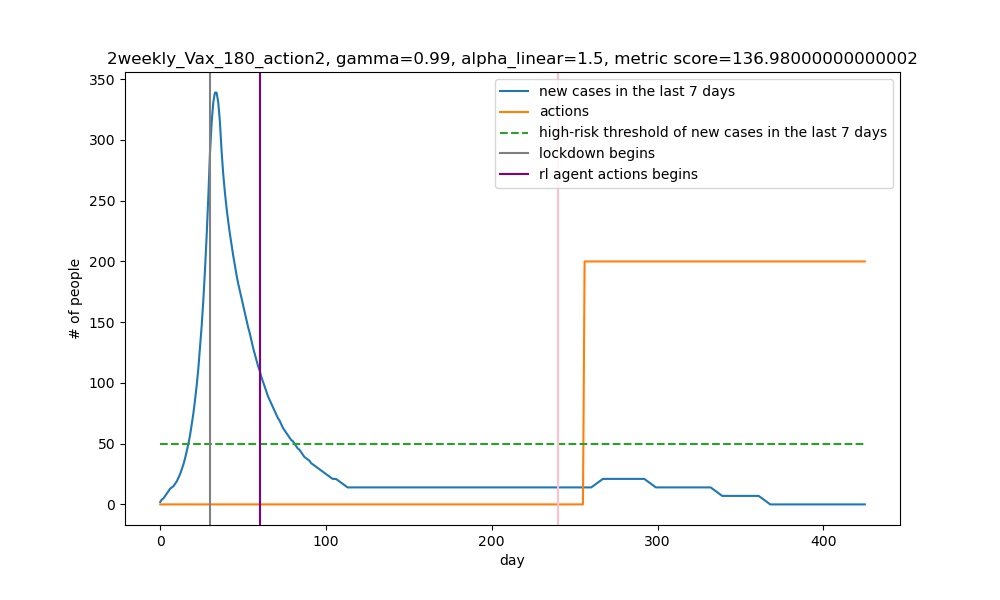 2weekly_Vax_180_action2, gamma=0.99, alpha_linear=1.5, metric score=136.98000000000002
350
300
250
200
150
100
50
0
# of people
new cases in the last 7 days
actions
high-risk threshold of new cases in the last 7 days
lockdown begins
rl agent actions begins
0
100
200
300
400
day